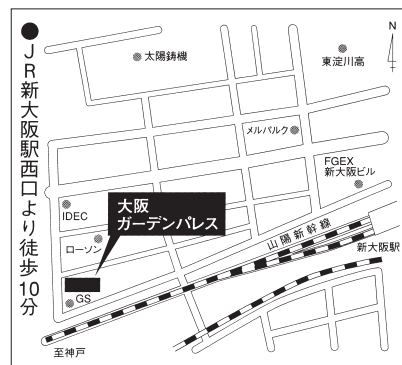 ●JR新大阪駅西口より徒歩10分
N
太陽鋳機
東淀川高
メルパルク
FGEX
新大阪ビル
IDEC
大阪
ガーデンパレス
ローソン
山陽新幹線
新大阪駅
GS
至神戸